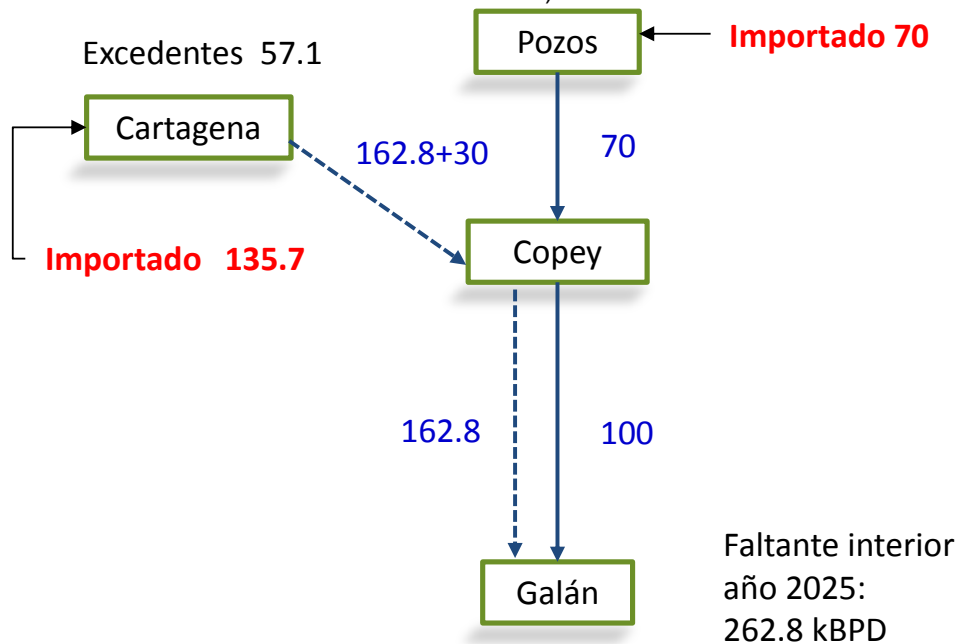 Pozos
Importado 70
Excedentes 57.1
Cartagena
162.8+30
70
Importado 135.7
Copey
162.8
100
Galán
Faltante interior
año 2025:
262.8 kBPD